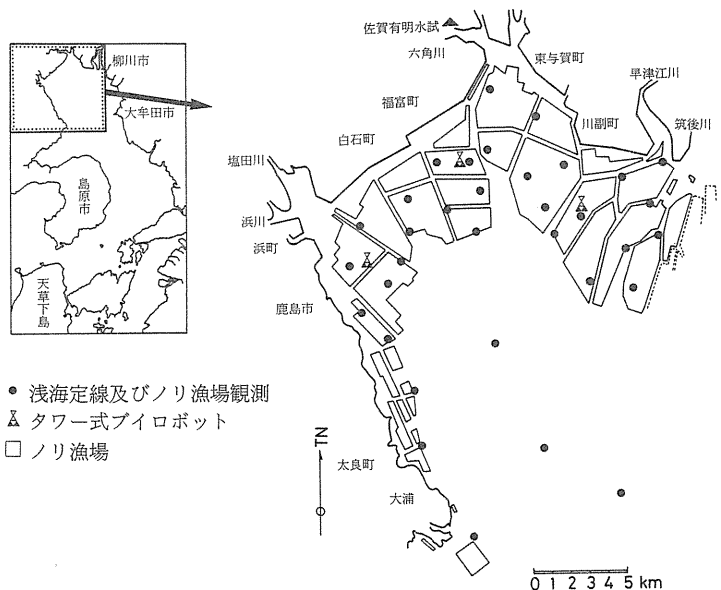 佐賀有明水試
六角川
東与賀町
早津江川
福富町
川副町
筑後川
白石町
塩田川
浜川
浜町
鹿島市
太良町
大浦
柳川市
大牟田市
島原市
天草下島
● 浅海定線及びノリ漁場観測
タワー式ブイロボット
□ ノリ漁場
TN
0 1 2 3 4 5 km